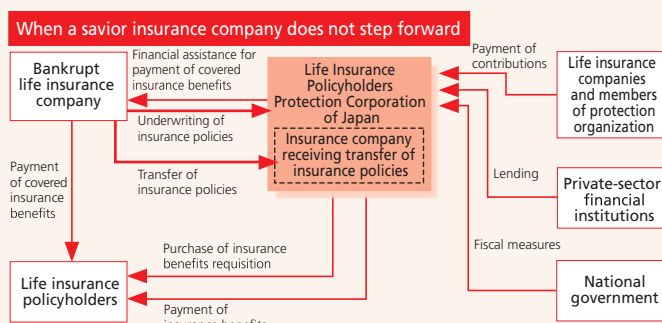 When a savior insurance company does not step forward
Bankrupt
life insurance
company
Financial assistance for
payment of covered
insurance benefits
Underwriting of
insurance policies
Transfer of
insurance policies
Life Insurance
Policyholders
Protection Corporation
of Japan
Insurance company
receiving transfer of
insurance policies
Payment
of contributions
Life insurance
companies
and members
of protection
organization
Lending
Private-sector
financial
institutions
Fiscal measures
National
government
Payment
of covered
insurance
benefits
Purchase of insurance
benefits requisition
Life insurance
policyholders
Payment of
insurance benefits